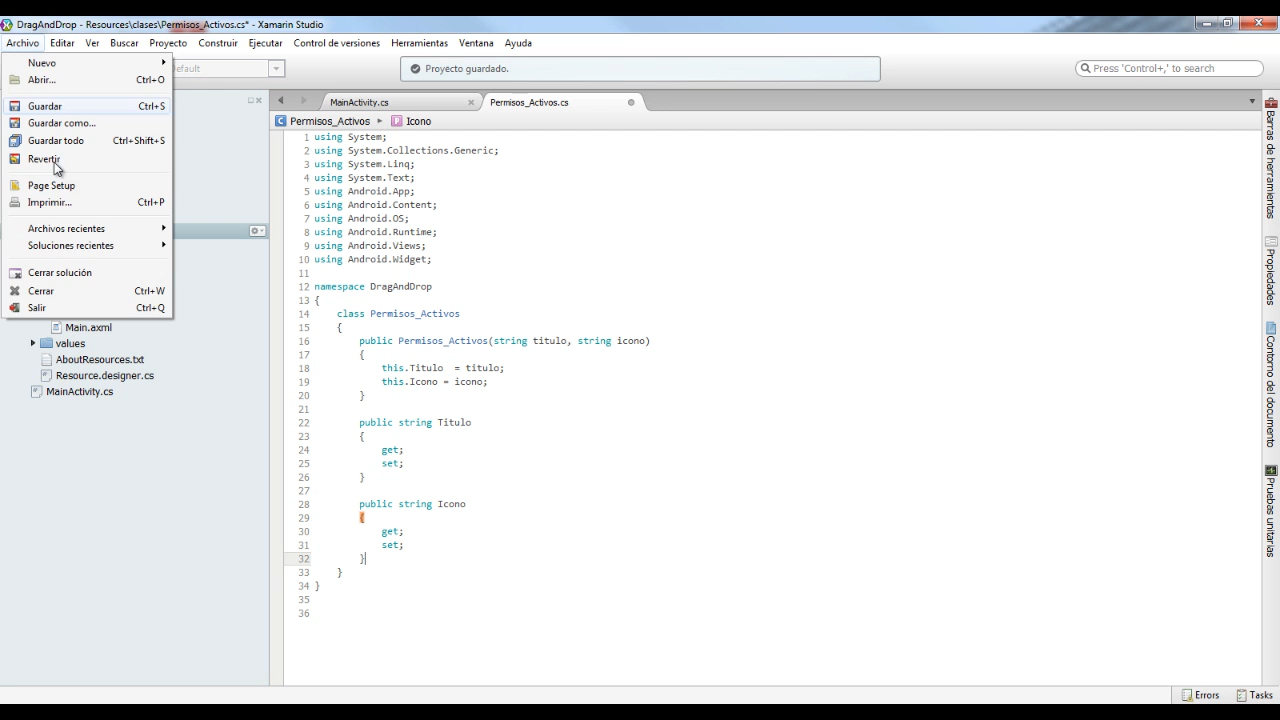 DragAndDrop - Resources\clases\Permisos_Activos.cs* - Xamarin Studio
Archivo Editar Ver Buscar Proyecto Construir Ejecutar Control de versiones Herramientas Ventana Ayuda
Nuevo
Abrir... Ctrl+O
Guardar Ctrl+S
Guardar como...
Guardar todo Ctrl+Shift+S
Revertir
Page Setup
Imprimir... Ctrl+P
Archivos recientes
Soluciones recientes
Cerrar solución
Cerrar Ctrl+W
Salir Ctrl+Q
Main.axml
values
AboutResources.txt
Resource.designer.cs
MainActivity.cs
Proyecto guardado.
Press 'Control+,' to search
MainActivity.cs
Permisos_Activos.cs
Permisos_Activos
Icono
1 using System;
2 using System.Collections.Generic;
3 using System.Linq;
4 using System.Text;
5 using Android.App;
6 using Android.Content;
7 using Android.OS;
8 using Android.Runtime;
9 using Android.Views;
10 using Android.Widget;
11
12 namespace DragAndDrop
13 {
14 class Permisos_Activos
15 {
16 public Permisos_Activos(string titulo, string icono)
17 {
18 this.Titulo = titulo;
19 this.Icono = icono;
20 }
21
22 public string Titulo
23 {
24 get;
25 set;
26 }
27
28 public string Icono
29 {
30 get;
31 set;
32 }
33 }
34 }
35
36
Barras de herramientas
Propiedades
Contorno del documento
Pruebas unitarias
Errors
Tasks